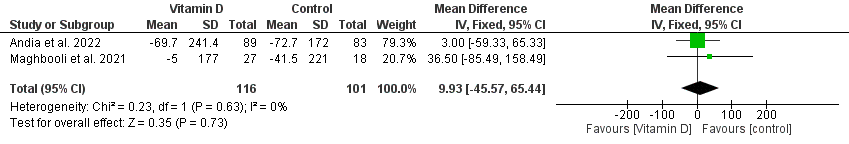 Vitamin D Control Mean Difference Mean Difference
Study or Subgroup Mean SD Total Mean SD Total Weight IV, Fixed, 95% CI IV, Fixed, 95% CI
Andia et al. 2022 -69.7 241.4 89 -72.7 172 83 79.3% 3.00 [-59.33, 65.33]
Maghbooli et al. 2021 -5 177 27 -41.5 221 18 20.7% 36.50 [-85.49, 158.49]
Total (95% CI) 116 101 100.0% 9.93 [-45.57, 65.44]
Heterogeneity: Chi² = 0.23, df = 1 (P = 0.63); I² = 0%
Test for overall effect: Z = 0.35 (P = 0.73)
-200 -100 0 100 200
Favours [Vitamin D] Favours [control]